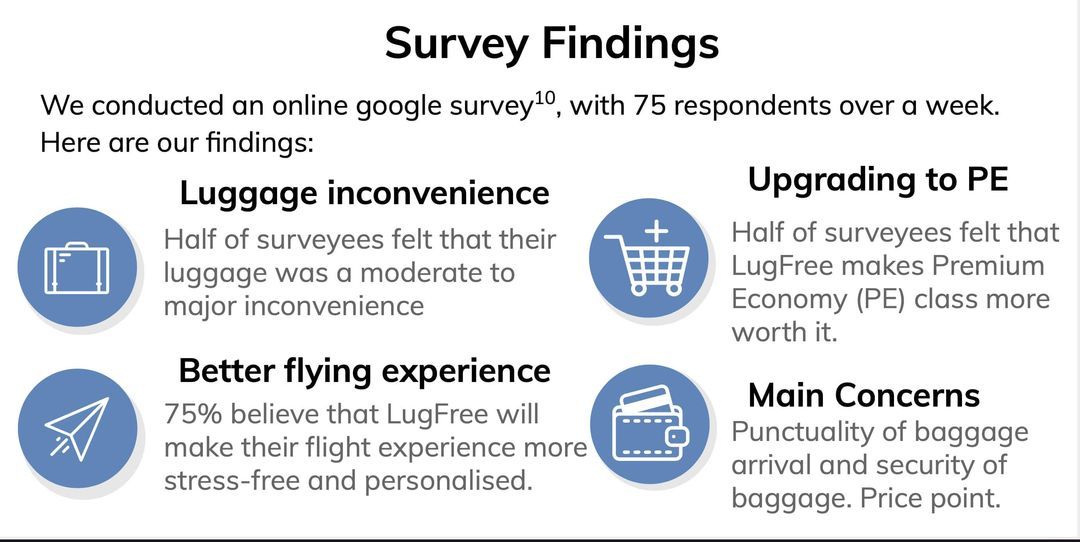 Survey Findings
We conducted an online google survey10, with 75 respondents over a week.
Here are our findings:
Luggage inconvenience
Half of surveyees felt that their
luggage was a moderate to
major inconvenience
Upgrading to PE
Half of surveyees felt that
LugFree makes Premium
Economy (PE) class more
worth it.
Better flying experience
75% believe that LugFree will
make their flight experience more
stress-free and personalised.
Main Concerns
Punctuality of baggage
arrival and security of
baggage. Price point.